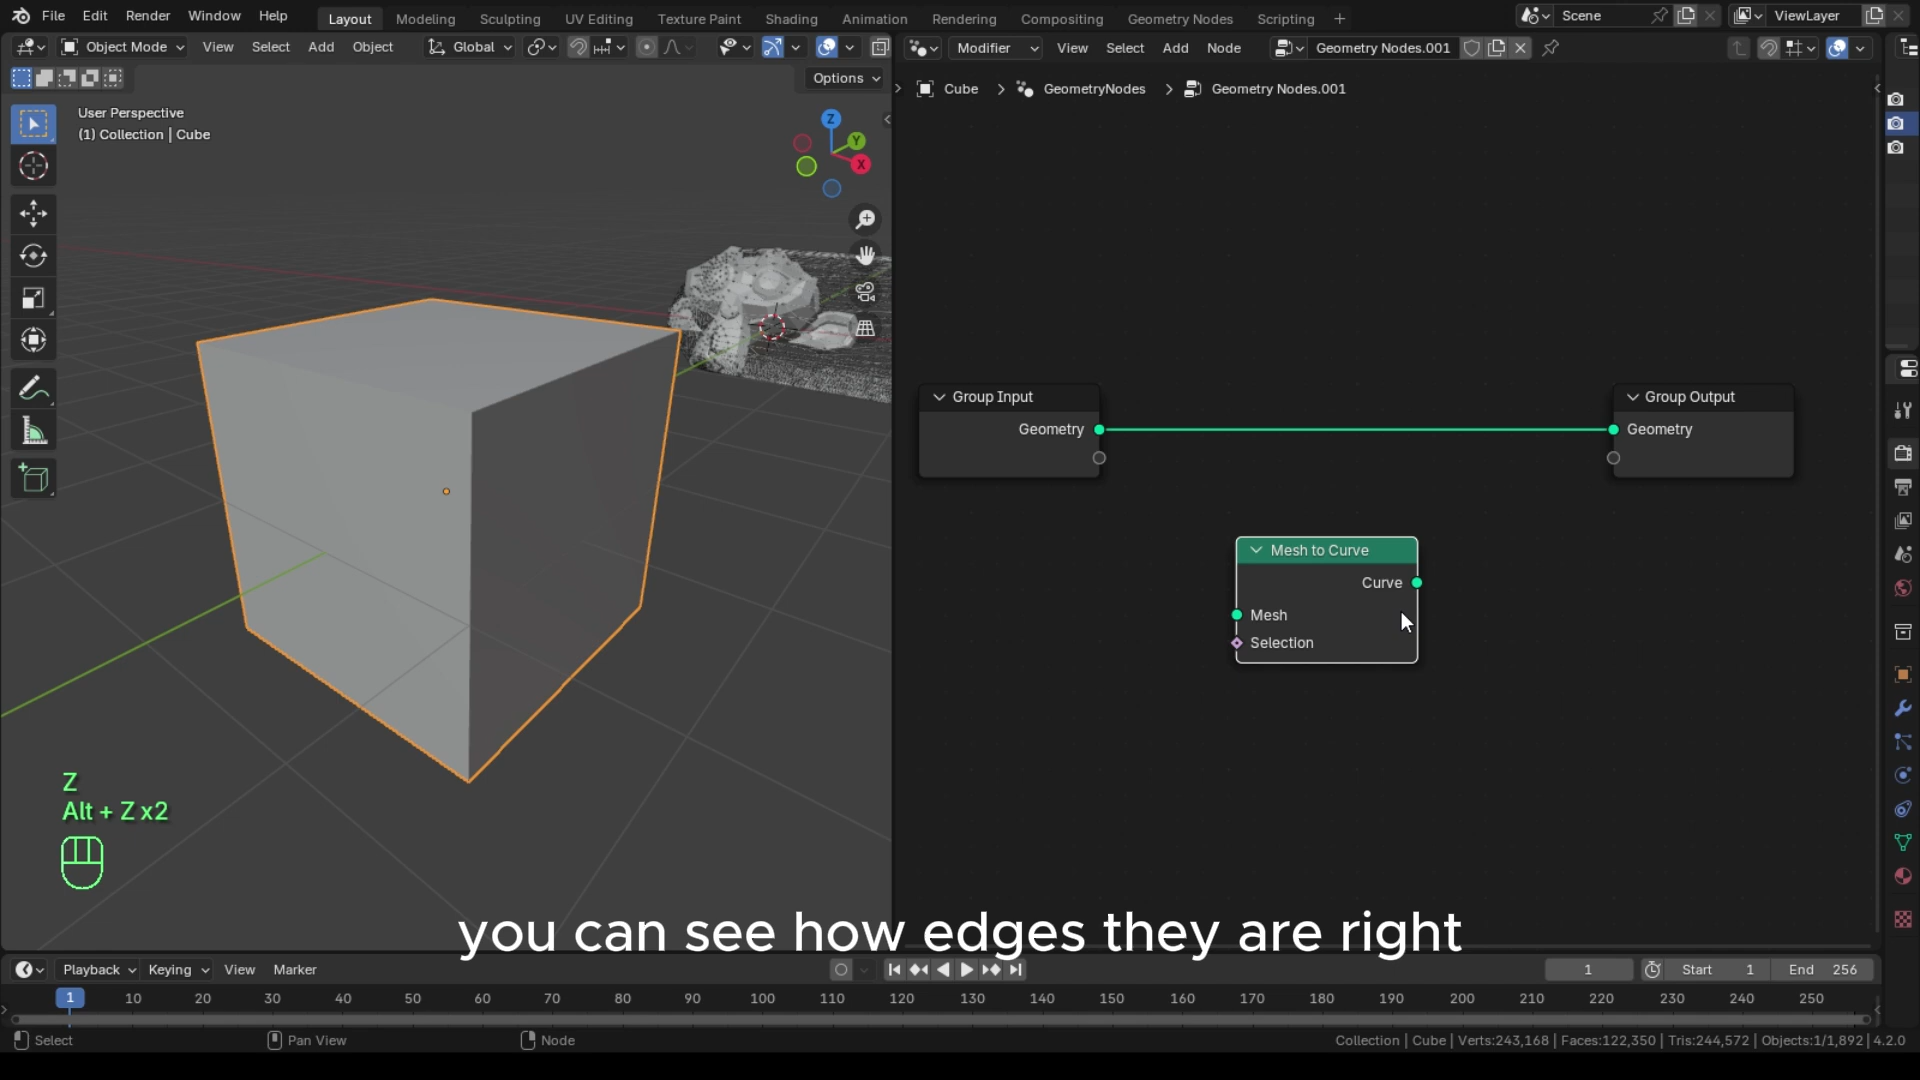 File Edit Render Window Help Layout Modeling Sculpting UV Editing Texture Paint Shading Animation Rendering Compositing Geometry Nodes Scripting + Scene ViewLayer
Object Mode View Select Add Object Global
Modifier View Select Add Node Geometry Nodes.001
Options
User Perspective
(1) Collection | Cube
Z
Y
X
Cube > GeometryNodes > Geometry Nodes.001
Group Input
Geometry
Group Output
Geometry
Mesh to Curve
Curve
Mesh
Selection
Z
Alt + Z x2
you can see how edges they are right
Playback Keying View Marker 1 Start 1 End 256
1 10 20 30 40 50 60 70 80 90 100 110 120 130 140 150 160 170 180 190 200 210 220 230 240 250
Select Pan View Node Collection | Cube | Verts:243,168 | Faces:122,350 | Tris:244,572 | Objects:1/1,892 | 4.2.0